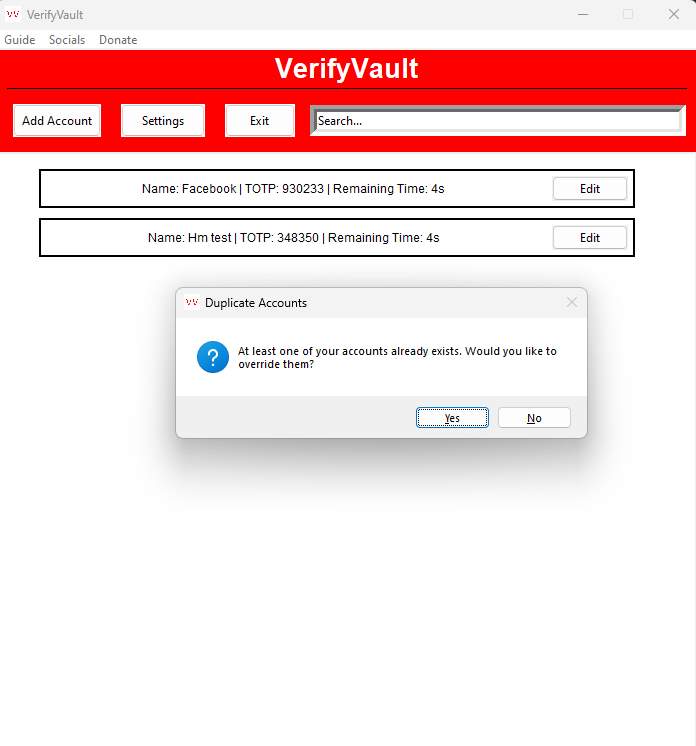 VerifyVault
Guide Socials Donate
VerifyVault
Add Account Settings Exit Search...
Name: Facebook | TOTP: 930233 | Remaining Time: 4s Edit
Name: Hm test | TOTP: 348350 | Remaining Time: 4s Edit
VV Duplicate Accounts
At least one of your accounts already exists. Would you like to
override them?
Yes No